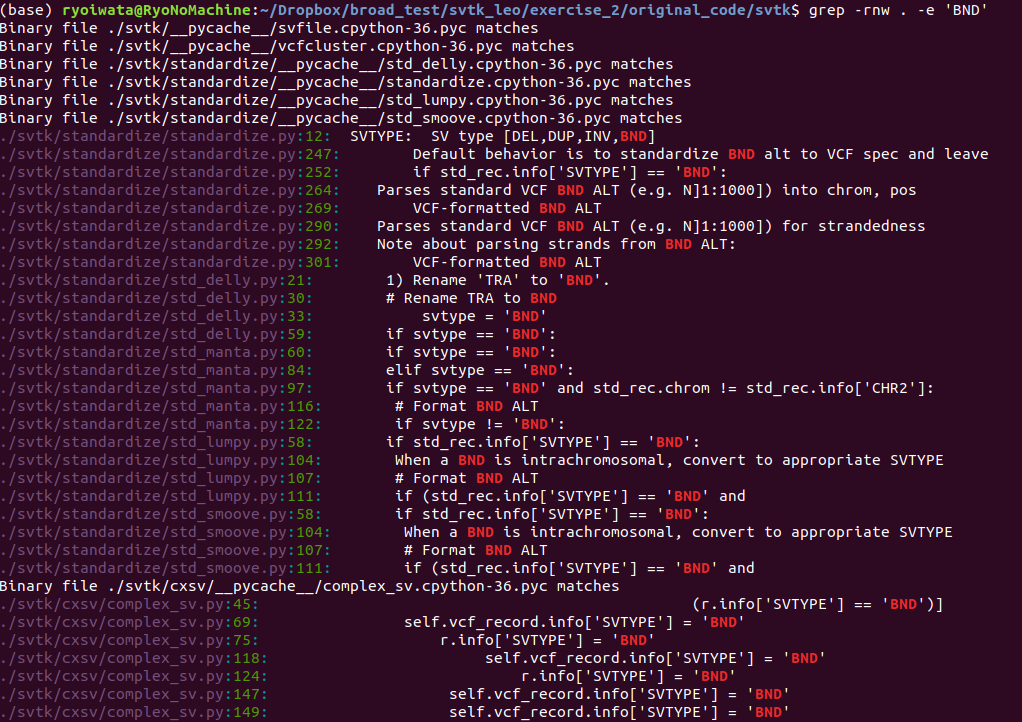 (base) ryoiwata@RyoNoMachine:~/Dropbox/broad_test/svtk_leo/exercise_2/original_code/svtk$ grep -rnw . -e 'BND'
Binary file ./svtk/__pycache__/svfile.cpython-36.pyc matches
Binary file ./svtk/__pycache__/vcfcluster.cpython-36.pyc matches
Binary file ./svtk/standardize/__pycache__/std_delly.cpython-36.pyc matches
Binary file ./svtk/standardize/__pycache__/standardize.cpython-36.pyc matches
Binary file ./svtk/standardize/__pycache__/std_lumpy.cpython-36.pyc matches
Binary file ./svtk/standardize/__pycache__/std_smoove.cpython-36.pyc matches
./svtk/standardize/standardize.py:12:  SVTYPE:  SV type [DEL,DUP,INV,BND]
./svtk/standardize/standardize.py:247:        Default behavior is to standardize BND alt to VCF spec and leave
./svtk/standardize/standardize.py:252:        if std_rec.info['SVTYPE'] == 'BND':
./svtk/standardize/standardize.py:264:    Parses standard VCF BND ALT (e.g. N]1:1000]) into chrom, pos
./svtk/standardize/standardize.py:269:        VCF-formatted BND ALT
./svtk/standardize/standardize.py:290:    Parses standard VCF BND ALT (e.g. N]1:1000]) for strandedness
./svtk/standardize/standardize.py:292:    Note about parsing strands from BND ALT:
./svtk/standardize/standardize.py:301:        VCF-formatted BND ALT
./svtk/standardize/std_delly.py:21:        1) Rename 'TRA' to 'BND'.
./svtk/standardize/std_delly.py:30:        # Rename TRA to BND
./svtk/standardize/std_delly.py:33:            svtype = 'BND'
./svtk/standardize/std_delly.py:59:        if svtype == 'BND':
./svtk/standardize/std_manta.py:60:        if svtype == 'BND':
./svtk/standardize/std_manta.py:84:        elif svtype == 'BND':
./svtk/standardize/std_manta.py:97:        if svtype == 'BND' and std_rec.chrom != std_rec.info['CHR2']:
./svtk/standardize/std_manta.py:116:        # Format BND ALT
./svtk/standardize/std_manta.py:122:        if svtype != 'BND':
./svtk/standardize/std_lumpy.py:58:        if std_rec.info['SVTYPE'] == 'BND':
./svtk/standardize/std_lumpy.py:104:        When a BND is intrachromosomal, convert to appropriate SVTYPE
./svtk/standardize/std_lumpy.py:107:        # Format BND ALT
./svtk/standardize/std_lumpy.py:111:        if (std_rec.info['SVTYPE'] == 'BND' and
./svtk/standardize/std_smoove.py:58:        if std_rec.info['SVTYPE'] == 'BND':
./svtk/standardize/std_smoove.py:104:        When a BND is intrachromosomal, convert to appropriate SVTYPE
./svtk/standardize/std_smoove.py:107:        # Format BND ALT
./svtk/standardize/std_smoove.py:111:        if (std_rec.info['SVTYPE'] == 'BND' and
Binary file ./svtk/cxsv/__pycache__/complex_sv.cpython-36.pyc matches
./svtk/cxsv/complex_sv.py:45:                                                (r.info['SVTYPE'] == 'BND')]
./svtk/cxsv/complex_sv.py:69:                self.vcf_record.info['SVTYPE'] = 'BND'
./svtk/cxsv/complex_sv.py:75:                    r.info['SVTYPE'] = 'BND'
./svtk/cxsv/complex_sv.py:118:                        self.vcf_record.info['SVTYPE'] = 'BND'
./svtk/cxsv/complex_sv.py:124:                            r.info['SVTYPE'] = 'BND'
./svtk/cxsv/complex_sv.py:147:                    self.vcf_record.info['SVTYPE'] = 'BND'
./svtk/cxsv/complex_sv.py:149:                    self.vcf_record.info['SVTYPE'] = 'BND'